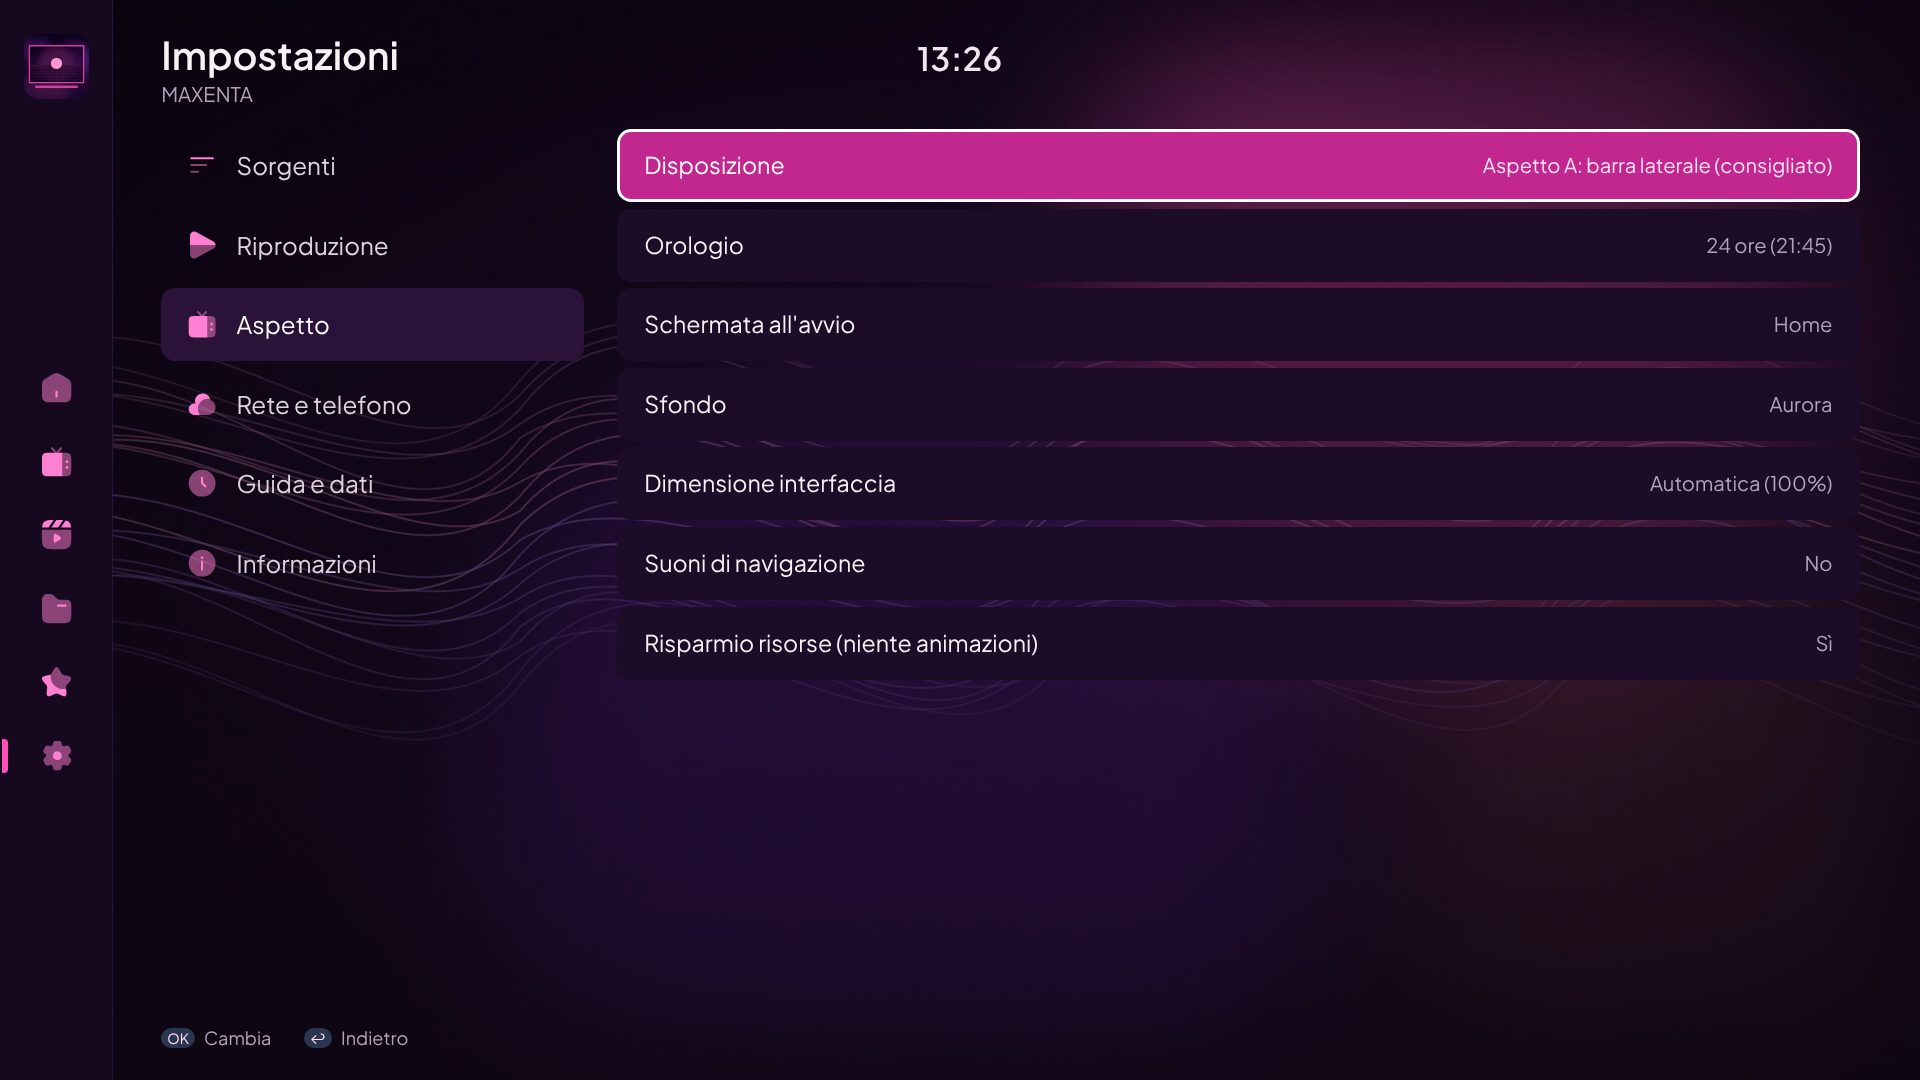 Impostazioni
MAXENTA
13:26
Sorgenti
Riproduzione
Aspetto
Rete e telefono
Guida e dati
Informazioni
Disposizione Aspetto A: barra laterale (consigliato)
Orologio 24 ore (21:45)
Schermata all'avvio Home
Sfondo Aurora
Dimensione interfaccia Automatica (100%)
Suoni di navigazione No
Risparmio risorse (niente animazioni) Sì
OK Cambia Indietro